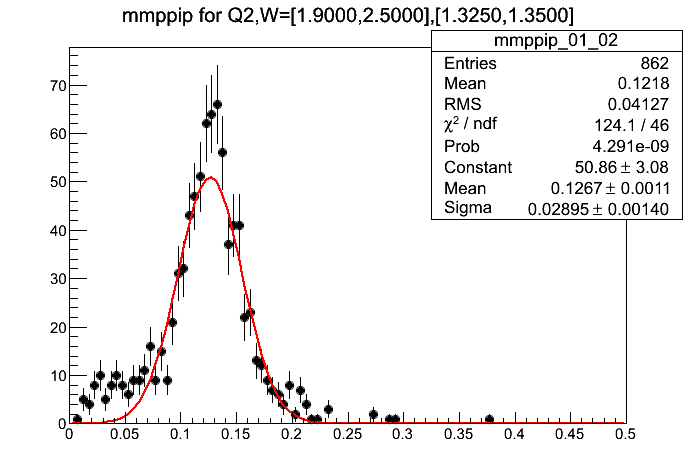 mmppip for Q2,W=[1.9000,2.5000],[1.3250,1.3500]
mmppip_01_02
Entries 862
Mean 0.1218
RMS 0.04127
χ² / ndf 124.1 / 46
Prob 4.291e-09
Constant 50.86 ± 3.08
Mean 0.1267 ± 0.0011
Sigma 0.02895 ± 0.00140
70
60
50
40
30
20
10
0
0 0.05 0.1 0.15 0.2 0.25 0.3 0.35 0.4 0.45 0.5